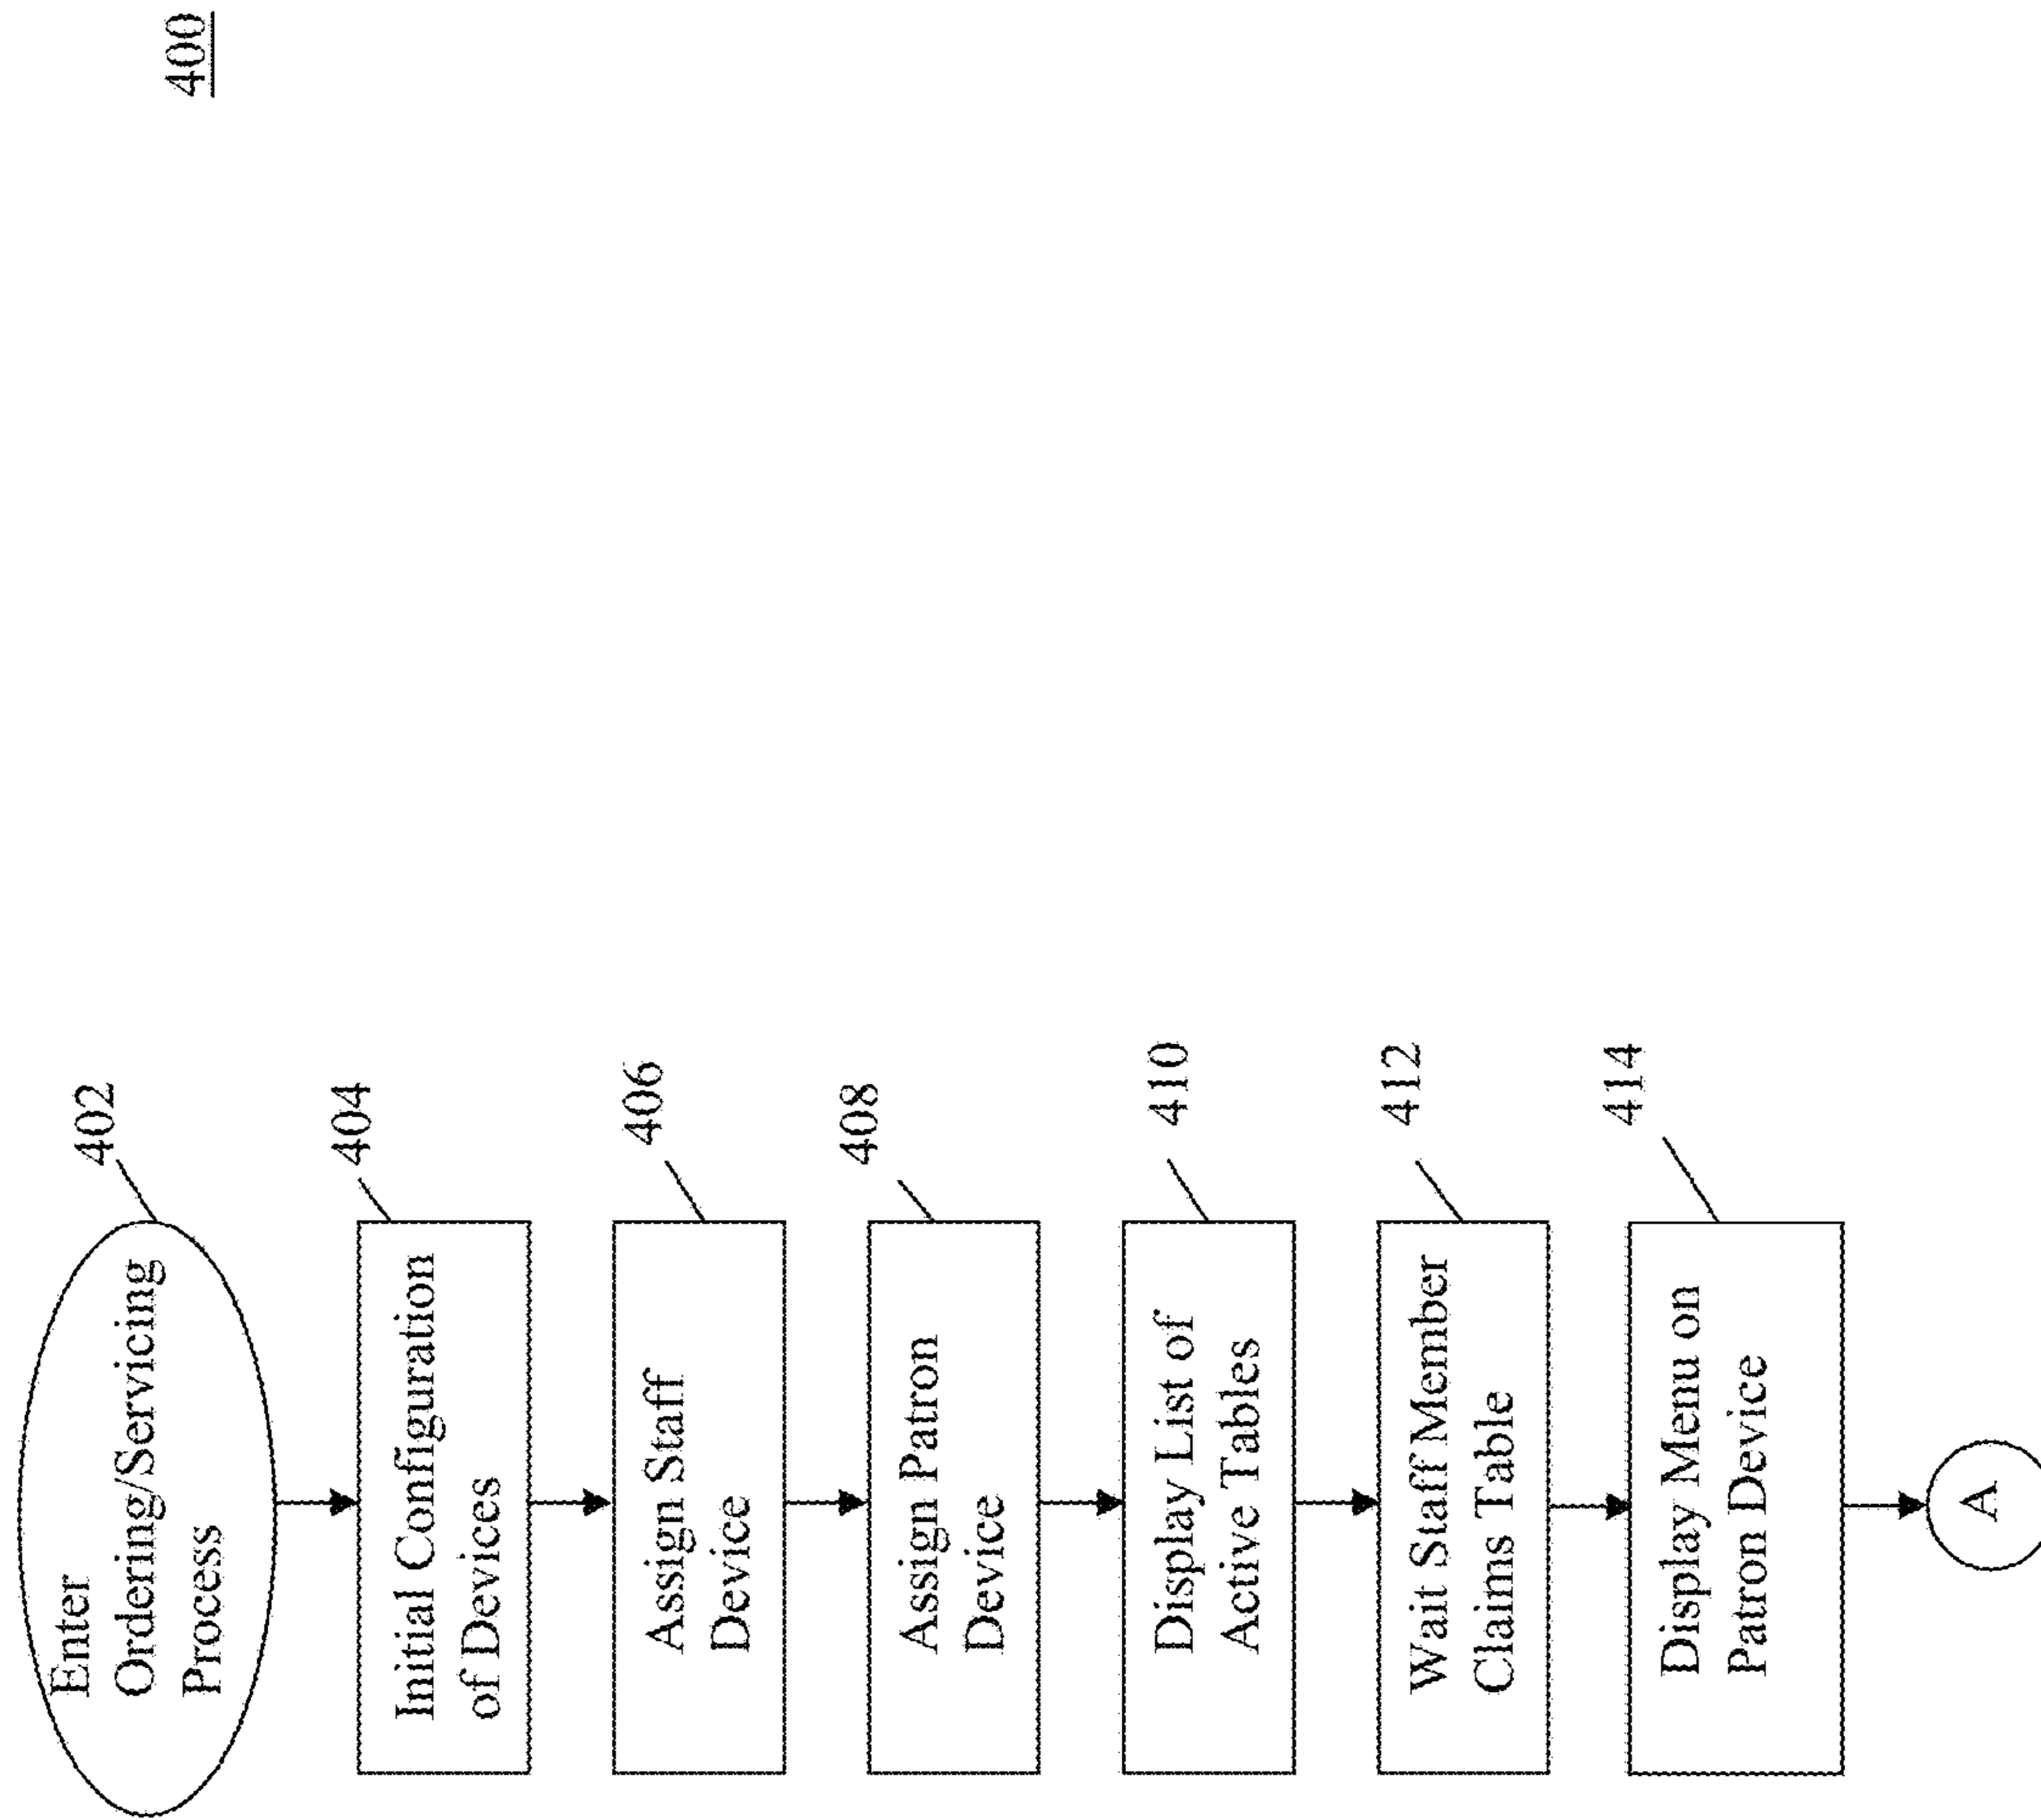 400
Enter
Ordering/Servicing
Process
402
Initial Configuration
of Devices
404
Assign Staff
Device
406
Assign Patron
Device
408
Display List of
Active Tables
410
Wait Staff Member
Claims Table
412
Display Menu on
Patron Device
414
A